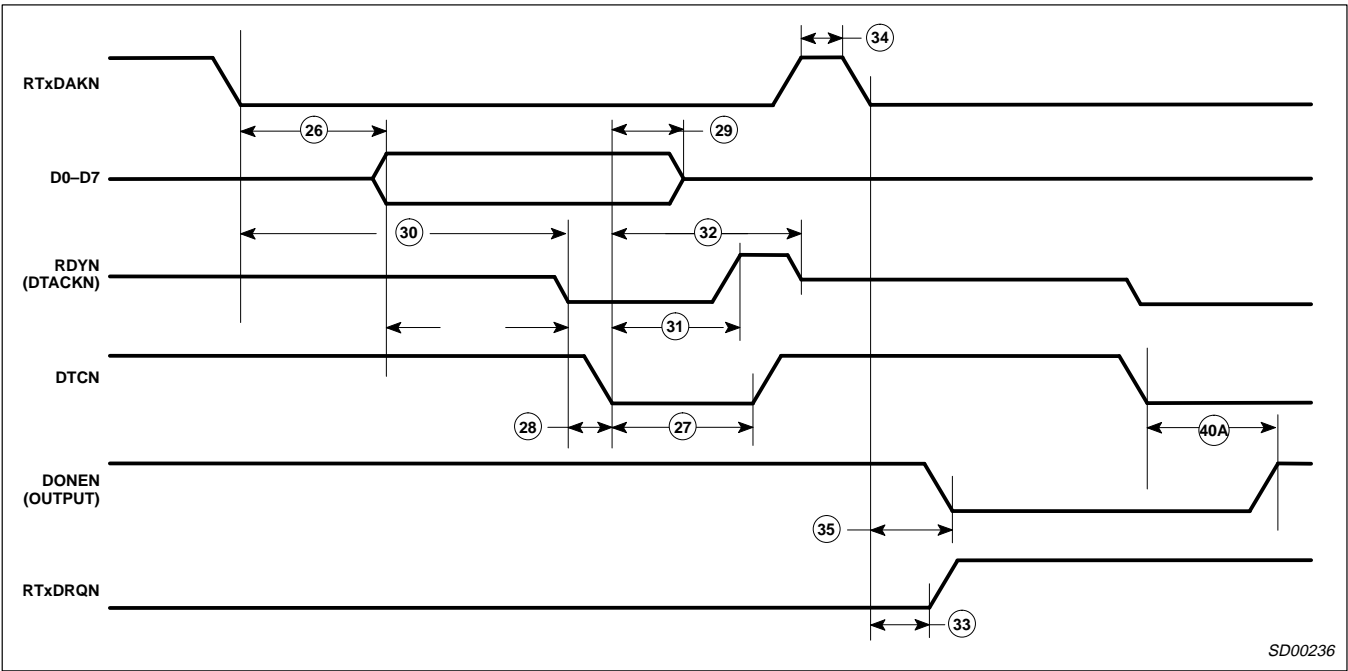 34
RTxDAKN
26
29
D0–D7
30
32
RDYN
(DTACKN)
31
DTCN
28
27
40A
DONEN
(OUTPUT)
35
RTxDRQN
33
SD00236